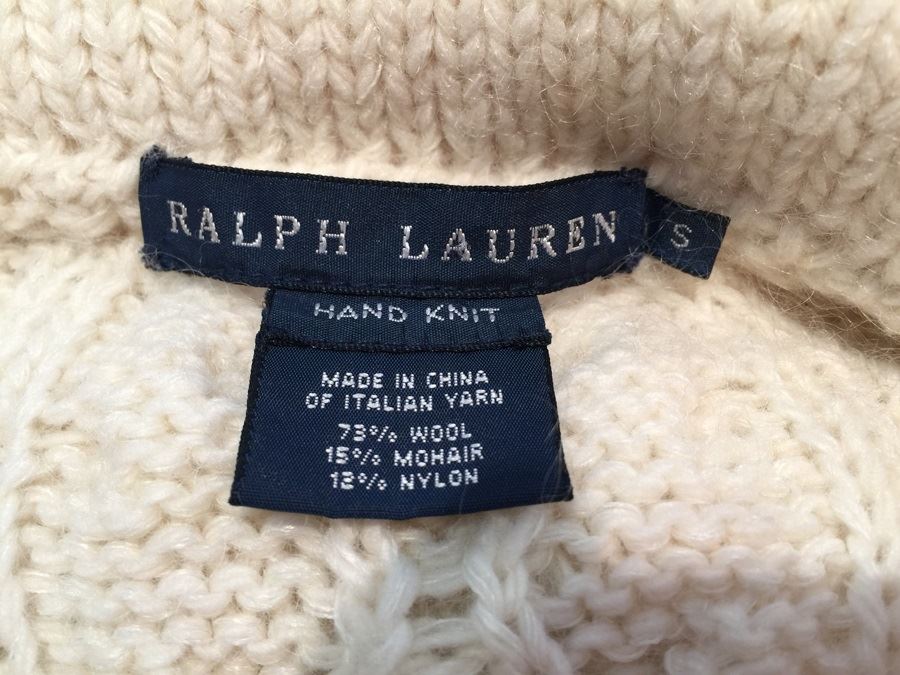 RALPH LAUREN
S
HAND KNIT
MADE IN CHINA
OF ITALIAN YARN
73% WOOL
15% MOHAIR
12% NYLON